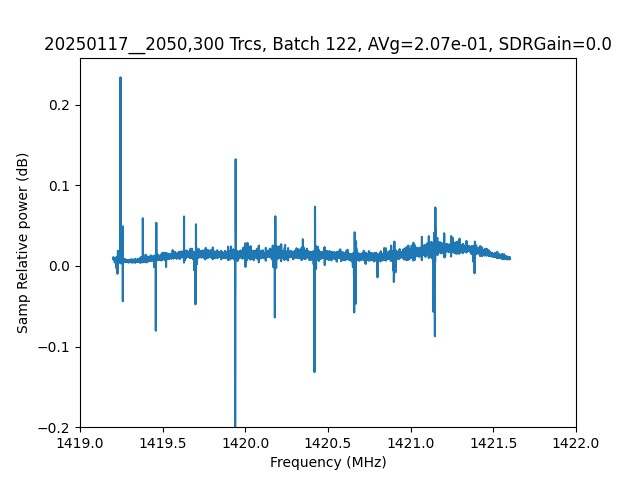 20250117__2050,300 Trcs, Batch 122, AVg=2.07e-01, SDRGain=0.0
Samp Relative power (dB)
0.2
0.1
0.0
−0.1
−0.2
1419.0 1419.5 1420.0 1420.5 1421.0 1421.5 1422.0
Frequency (MHz)